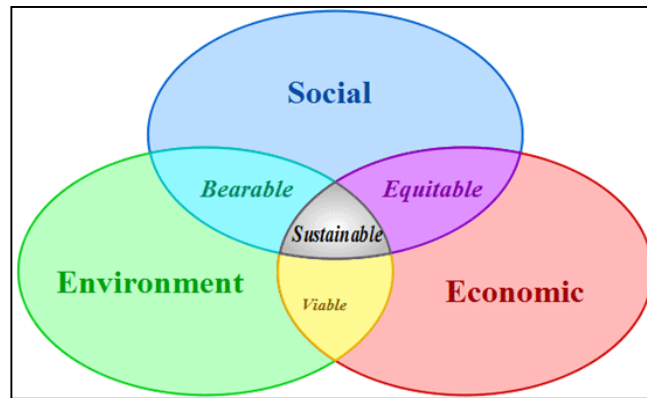 Social
Bearable
Equitable
Sustainable
Environment
Economic
Viable